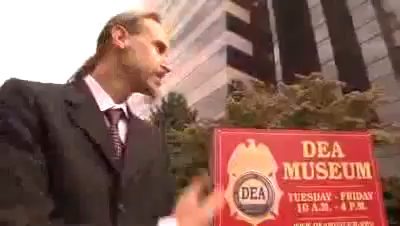 DEA
MUSEUM
TUESDAY - FRIDAY
10 A.M. - 4 P.M.
DEA